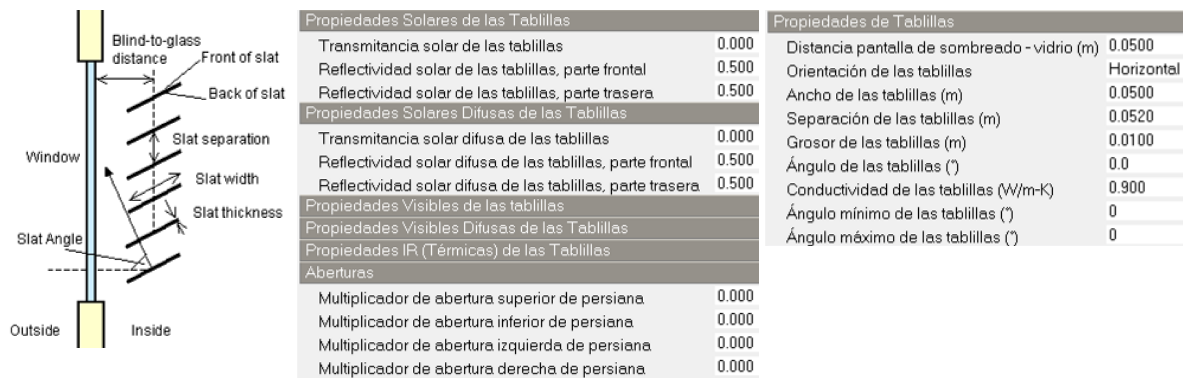 Blind-to-glass
distance
Front of slat
Back of slat
Slat separation
Window
Slat width
Slat thickness
Slat Angle
Outside
Inside
Propiedades Solares de las Tablillas
Transmitancia solar de las tablillas 0.000
Reflectividad solar de las tablillas, parte frontal 0.500
Reflectividad solar de las tablillas, parte trasera 0.500
Propiedades Solares Difusas de las Tablillas
Transmitancia solar difusa de las tablillas 0.000
Reflectividad solar difusa de las tablillas, parte frontal 0.500
Reflectividad solar difusa de las tablillas, parte trasera 0.500
Propiedades Visibles de las tablillas
Propiedades Visibles Difusas de las Tablillas
Propiedades IR (Térmicas) de las Tablillas
Aberturas
Multiplicador de abertura superior de persiana 0.000
Multiplicador de abertura inferior de persiana 0.000
Multiplicador de abertura izquierda de persiana 0.000
Multiplicador de abertura derecha de persiana 0.000
Propiedades de Tablillas
Distancia pantalla de sombreado - vidrio (m) 0.0500
Orientación de las tablillas Horizontal
Ancho de las tablillas (m) 0.0500
Separación de las tablillas (m) 0.0520
Grosor de las tablillas (m) 0.0100
Ángulo de las tablillas (°) 0.0
Conductividad de las tablillas (W/m-K) 0.900
Ángulo mínimo de las tablillas (°) 0
Ángulo máximo de las tablillas (°) 0